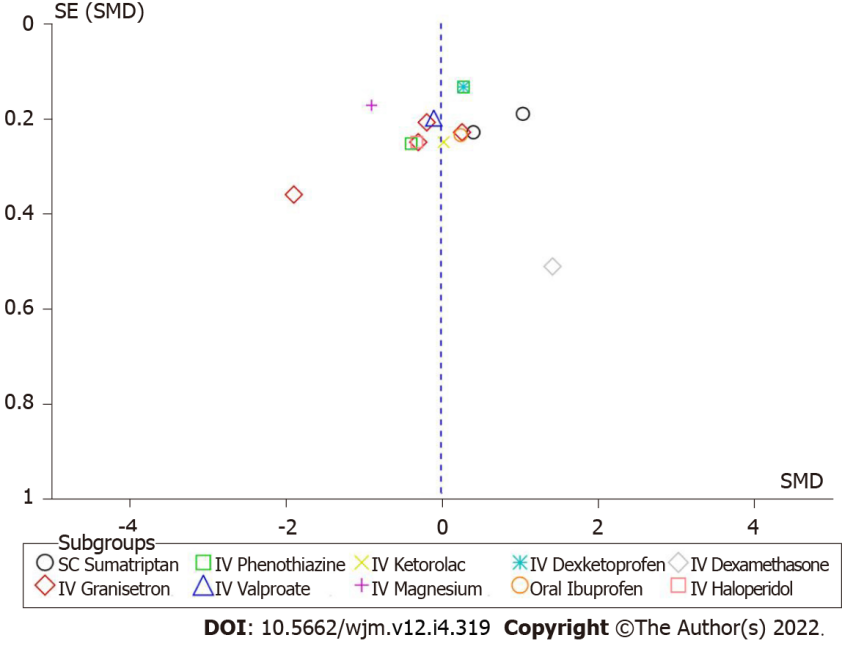 SE (SMD)
0
0.2
0.4
0.6
0.8
1
SMD
-4 -2 0 2 4
Subgroups
SC Sumatriptan IV Phenothiazine IV Ketorolac IV Dexketoprofen IV Dexamethasone
IV Granisetron IV Valproate IV Magnesium Oral Ibuprofen IV Haloperidol
DOI: 10.5662/wjm.v12.i4.319 Copyright ©The Author(s) 2022.